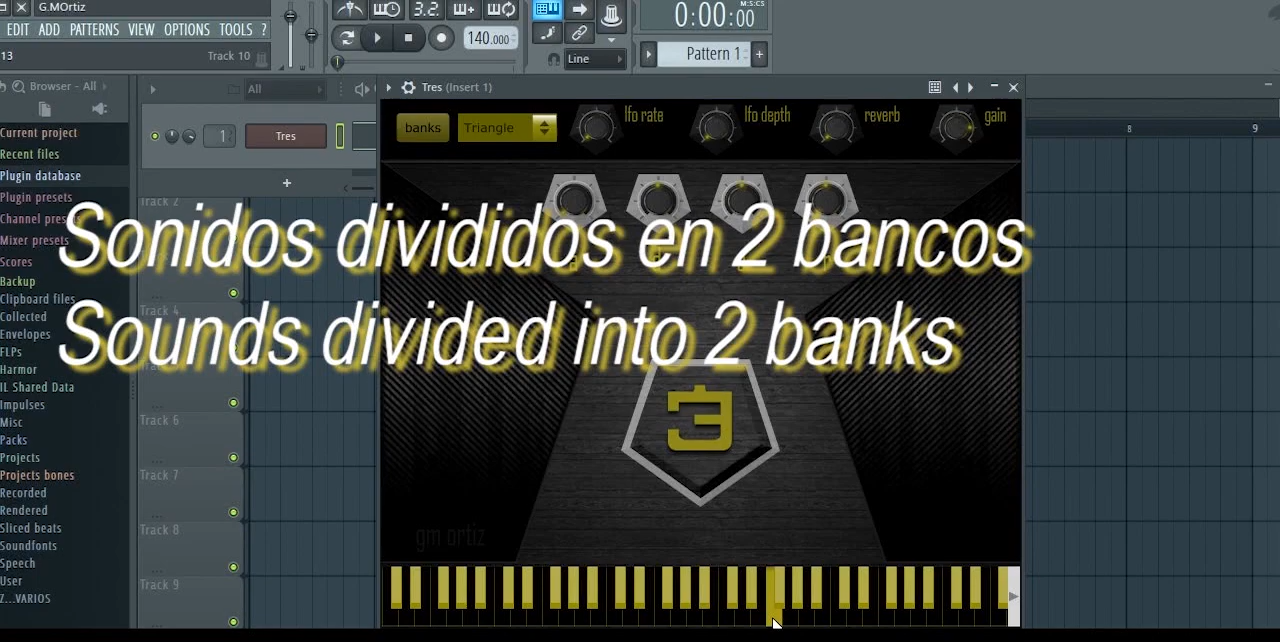 G.MOrtiz
EDIT ADD PATTERNS VIEW OPTIONS TOOLS ?
13 Track 10
3.2.
140.000
Line
0:00:00
M:S:CS
Pattern 1
Browser - All
All
Tres (Insert 1)
Current project
Recent files
Plugin database
Plugin presets
Channel presets
Mixer presets
Scores
Backup
Clipboard files
Collected
Envelopes
FLPs
Harmor
IL Shared Data
Impulses
Misc
Packs
Projects
Projects bones
Recorded
Rendered
Sliced beats
Soundfonts
Speech
User
Z...VARIOS
1 Tres
Track 2
Track 4
Track 6
Track 7
Track 8
Track 9
banks Triangle lfo rate lfo depth reverb gain
8 9
Sonidos divididos en 2 bancos
Sounds divided into 2 banks
3
gm ortiz